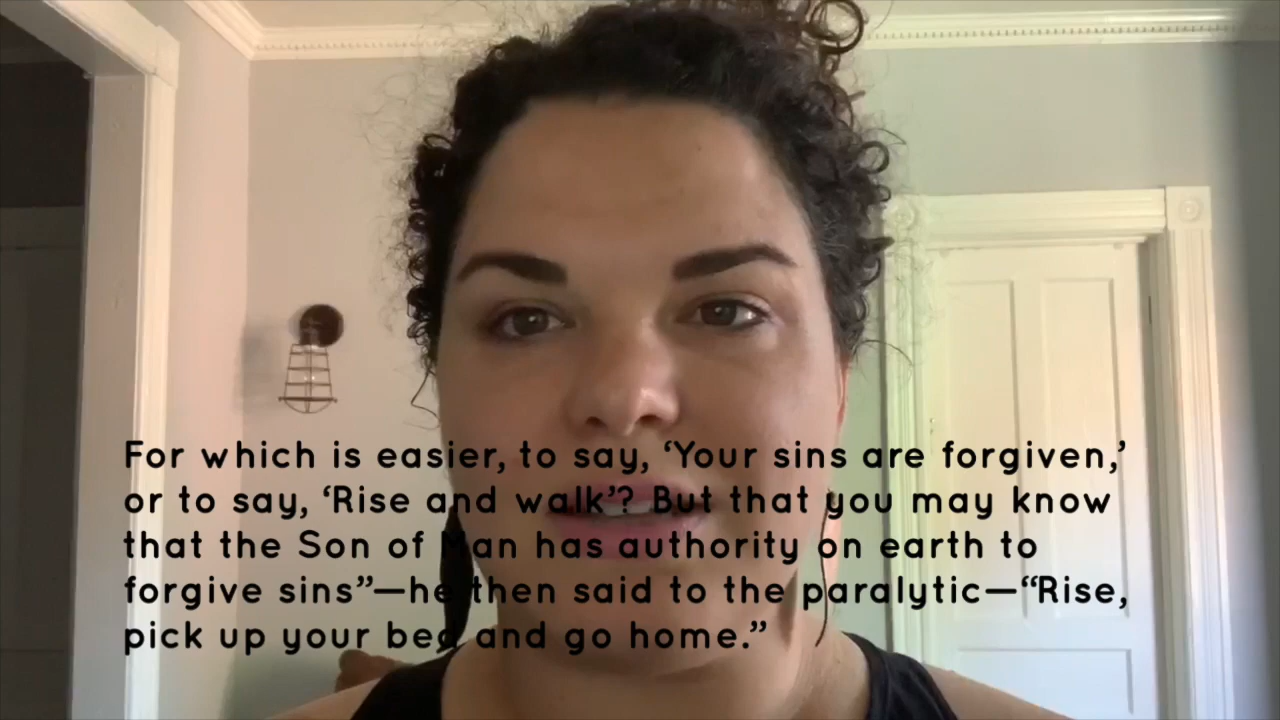 For which is easier, to say, ‘Your sins are forgiven,’
or to say, ‘Rise and walk’? But that you may know
that the Son of Man has authority on earth to
forgive sins”—he then said to the paralytic—“Rise,
pick up your bed and go home.”